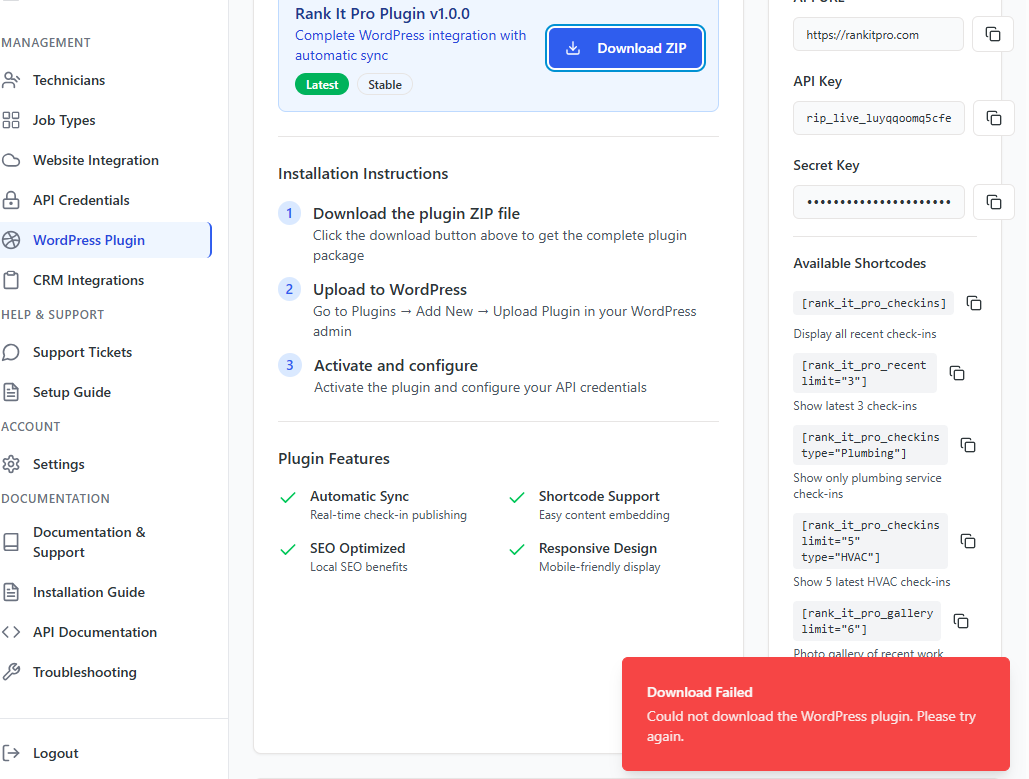 MANAGEMENT
Technicians
Job Types
Website Integration
API Credentials
WordPress Plugin
CRM Integrations
HELP & SUPPORT
Support Tickets
Setup Guide
ACCOUNT
Settings
DOCUMENTATION
Documentation &
Support
Installation Guide
API Documentation
Troubleshooting
Logout
Rank It Pro Plugin v1.0.0
Complete WordPress integration with
automatic sync
Latest
Stable
Download ZIP
Installation Instructions
1
Download the plugin ZIP file
Click the download button above to get the complete plugin
package
2
Upload to WordPress
Go to Plugins → Add New → Upload Plugin in your WordPress
admin
3
Activate and configure
Activate the plugin and configure your API credentials
Plugin Features
Automatic Sync
Real-time check-in publishing
Shortcode Support
Easy content embedding
SEO Optimized
Local SEO benefits
Responsive Design
Mobile-friendly display
API URL
https://rankitpro.com
API Key
rip_live_luyqqoomq5cfe
Secret Key
••••••••••••••••••••••
Available Shortcodes
[rank_it_pro_checkins]
Display all recent check-ins
[rank_it_pro_recent
limit="3"]
Show latest 3 check-ins
[rank_it_pro_checkins
type="Plumbing"]
Show only plumbing service
check-ins
[rank_it_pro_checkins
limit="5"
type="HVAC"]
Show 5 latest HVAC check-ins
[rank_it_pro_gallery
limit="6"]
Photo gallery of recent work
Download Failed
Could not download the WordPress plugin. Please try
again.